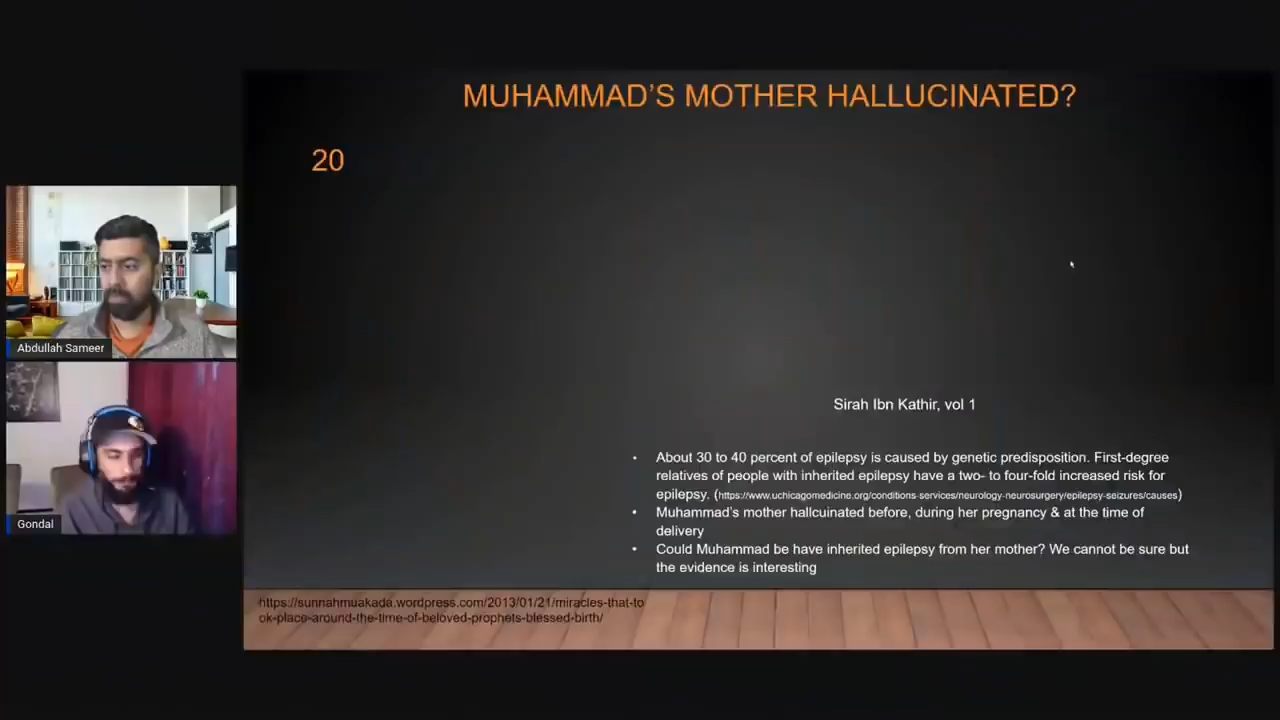 MUHAMMAD'S MOTHER HALLUCINATED?
20
Abdullah Sameer
Gondal
Sirah Ibn Kathir, vol 1
• About 30 to 40 percent of epilepsy is caused by genetic predisposition. First-degree
relatives of people with inherited epilepsy have a two- to four-fold increased risk for
epilepsy. (https://www.uchicagomedicine.org/conditions-services/neurology-neurosurgery/epilepsy-seizures/causes)
• Muhammad's mother hallcuinated before, during her pregnancy & at the time of
delivery
• Could Muhammad be have inherited epilepsy from her mother? We cannot be sure but
the evidence is interesting
https://sunnahmuakada.wordpress.com/2013/01/21/miracles-that-to
ok-place-around-the-time-of-beloved-prophets-blessed-birth/